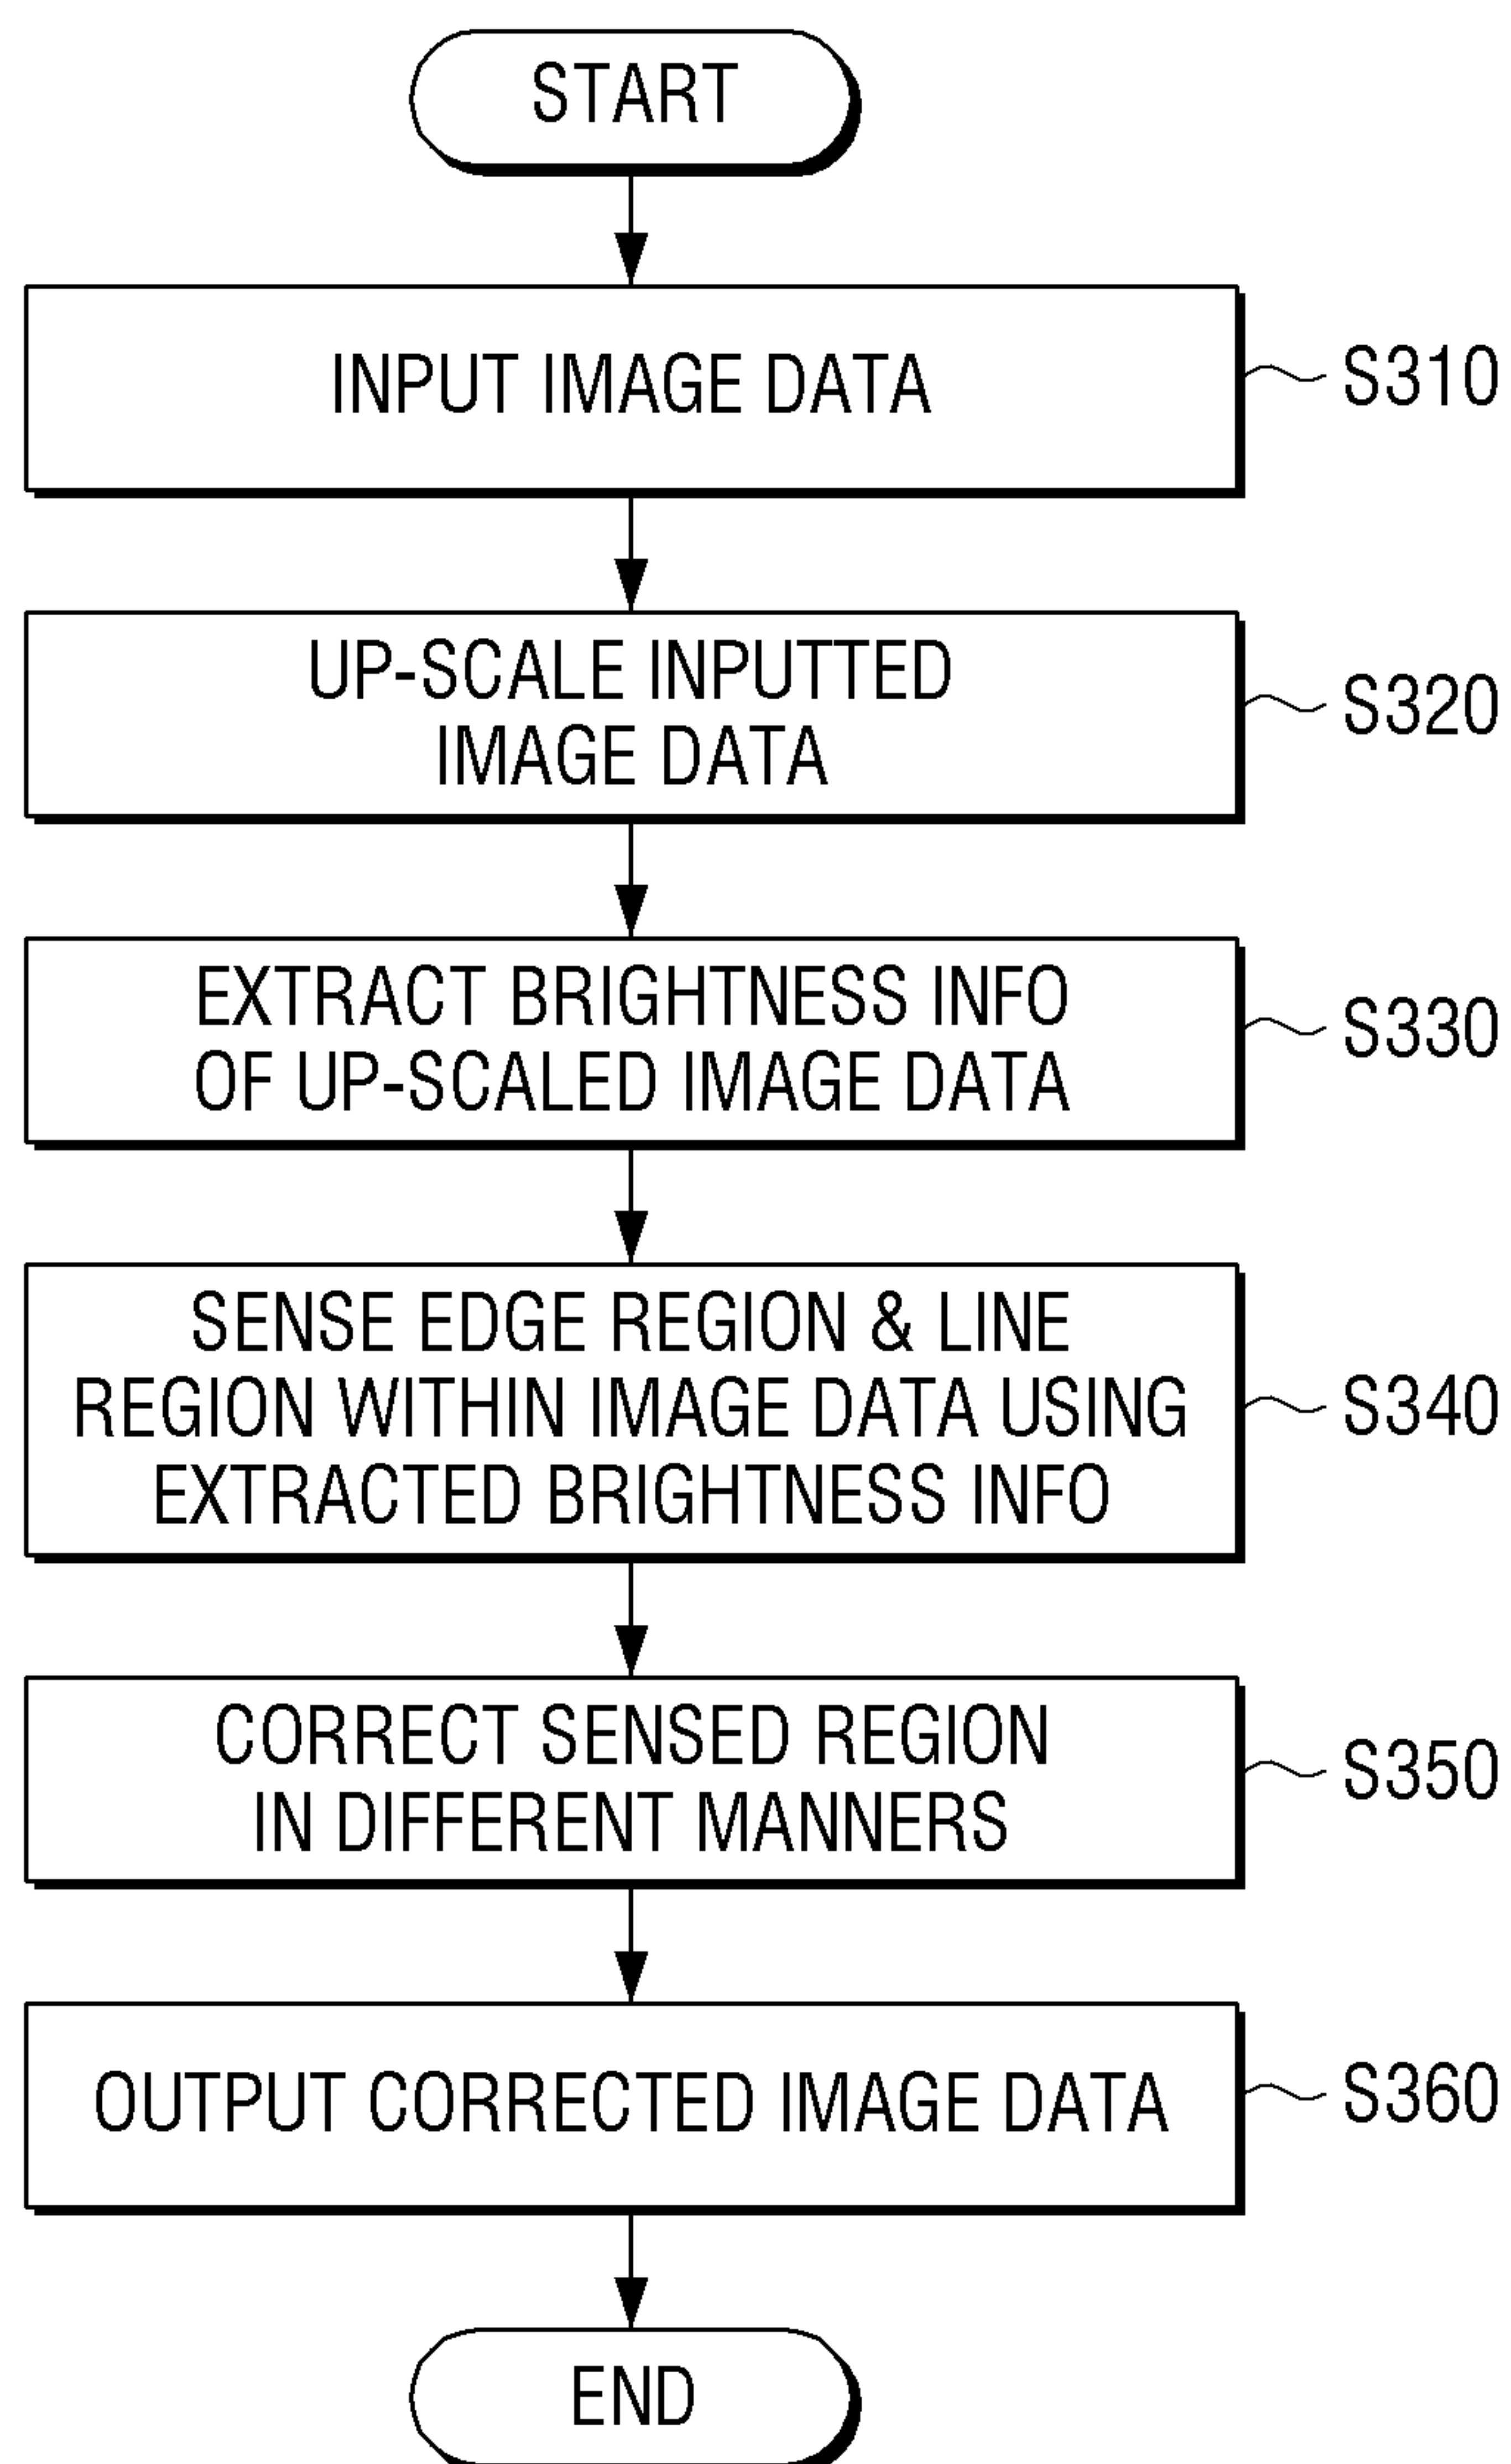 START
INPUT IMAGE DATA
S310
UP-SCALE INPUTTED
IMAGE DATA
S320
EXTRACT BRIGHTNESS INFO
OF UP-SCALED IMAGE DATA
S330
SENSE EDGE REGION & LINE
REGION WITHIN IMAGE DATA USING
EXTRACTED BRIGHTNESS INFO
S340
CORRECT SENSED REGION
IN DIFFERENT MANNERS
S350
OUTPUT CORRECTED IMAGE DATA
S360
END